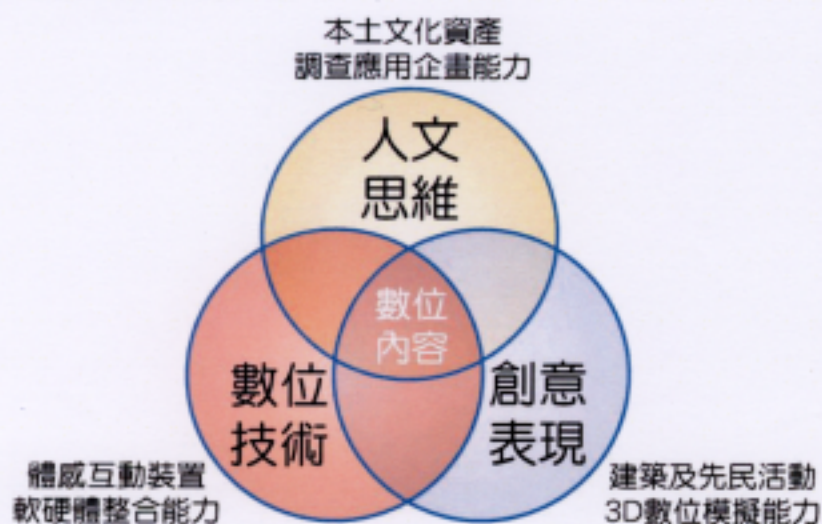 本土文化資產
調查應用企畫能力
人文
思維
數位
內容
數位
技術
創意
表現
體感互動裝置
軟硬體整合能力
建築及先民活動
3D數位模擬能力